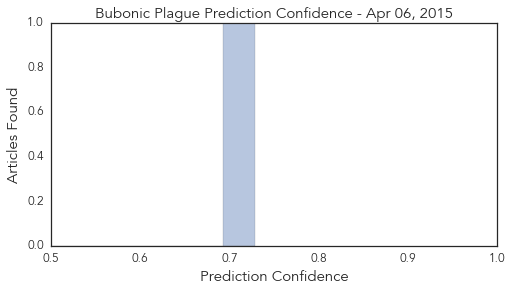 Bubonic Plague Prediction Confidence - Apr 06, 2015
1.0
0.8
0.6
0.4
0.2
0.0
Articles Found
0.5 0.6 0.7 0.8 0.9 1.0
Prediction Confidence